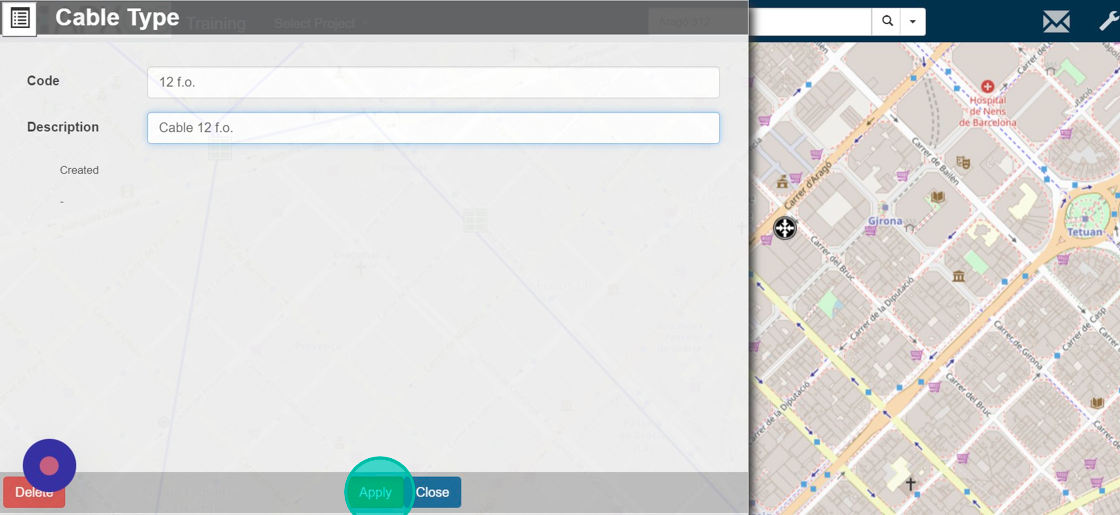 Cable Type
Training
Select Project
Code
12 f.o.
Description
Cable 12 f.o.
Created
-
Delete
Apply
Close
Carrer de
Hospital
de Nens
de Barcelona
Carrer de Bailèn
Carrer d'Aragó
Girona
Tetuan
Carrer del Bruc
Carrer de la Diputació
Carrer de Casp
Carrer de Girona
Carrer del Bruc
Carrer de la Diputació